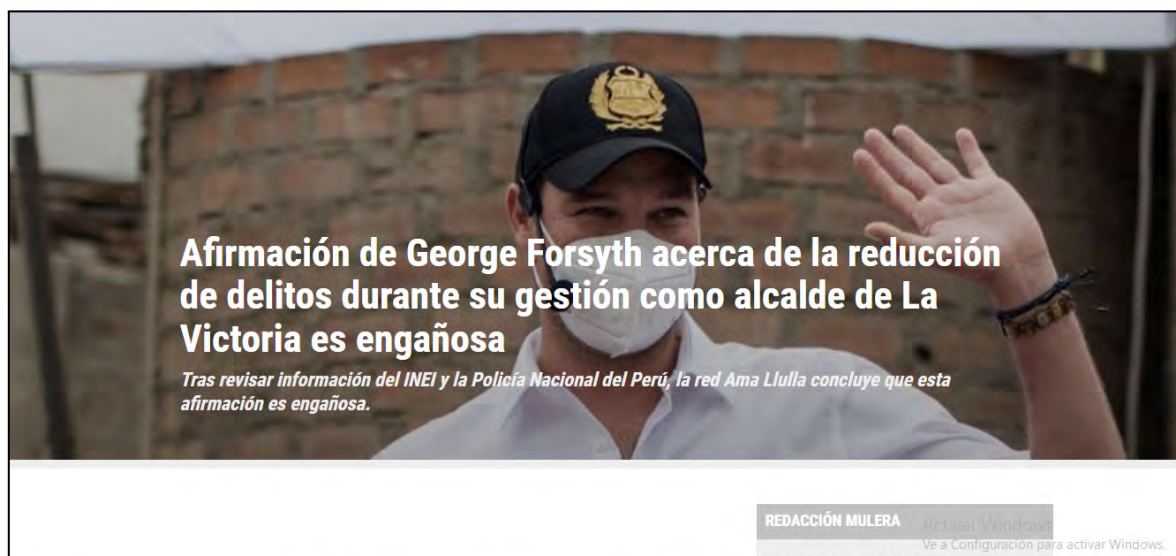 Afirmación de George Forsyth acerca de la reducción
de delitos durante su gestión como alcalde de La
Victoria es engañosa
Tras revisar información del INEI y la Policía Nacional del Perú, la red Ama Llulla concluye que esta
afirmación es engañosa.
REDACCIÓN MULERA
Activar Windows
Ve a Configuración para activar Windows.